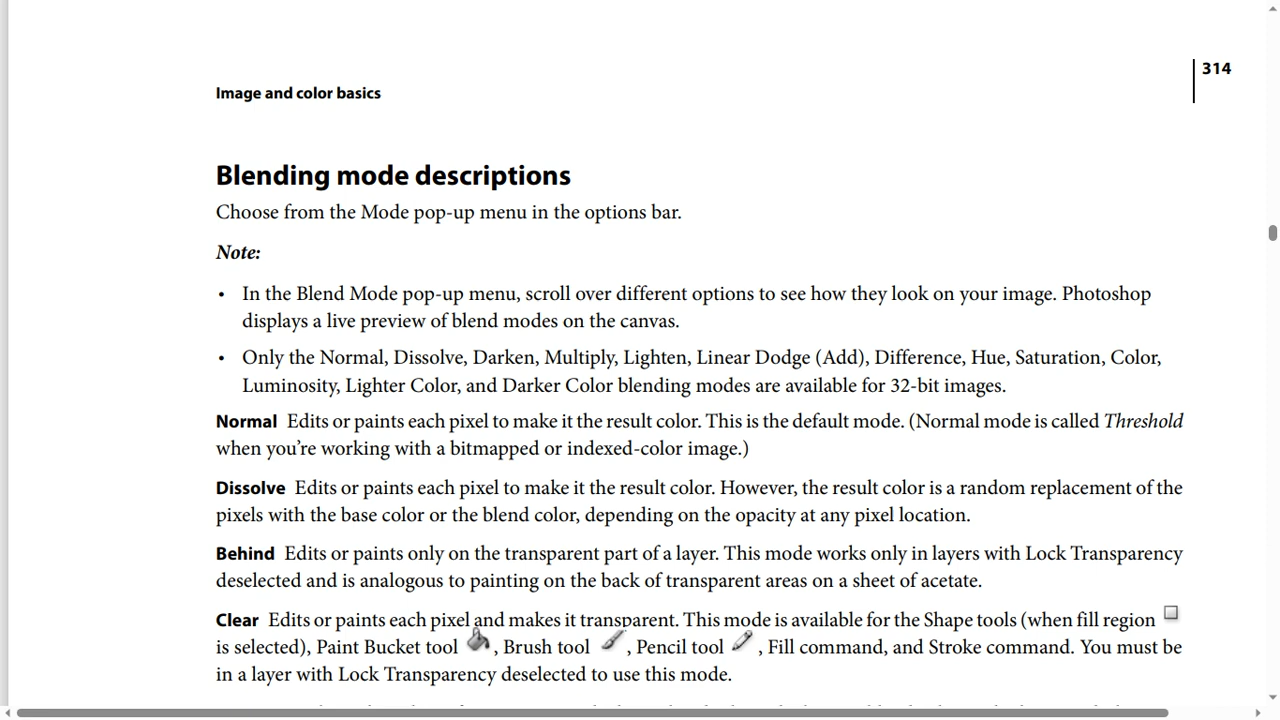 314
Image and color basics
Blending mode descriptions
Choose from the Mode pop-up menu in the options bar.
Note:
• In the Blend Mode pop-up menu, scroll over different options to see how they look on your image. Photoshop
displays a live preview of blend modes on the canvas.
• Only the Normal, Dissolve, Darken, Multiply, Lighten, Linear Dodge (Add), Difference, Hue, Saturation, Color,
Luminosity, Lighter Color, and Darker Color blending modes are available for 32-bit images.
Normal Edits or paints each pixel to make it the result color. This is the default mode. (Normal mode is called Threshold
when you’re working with a bitmapped or indexed-color image.)
Dissolve Edits or paints each pixel to make it the result color. However, the result color is a random replacement of the
pixels with the base color or the blend color, depending on the opacity at any pixel location.
Behind Edits or paints only on the transparent part of a layer. This mode works only in layers with Lock Transparency
deselected and is analogous to painting on the back of transparent areas on a sheet of acetate.
Clear Edits or paints each pixel and makes it transparent. This mode is available for the Shape tools (when fill region
is selected), Paint Bucket tool , Brush tool , Pencil tool , Fill command, and Stroke command. You must be
in a layer with Lock Transparency deselected to use this mode.